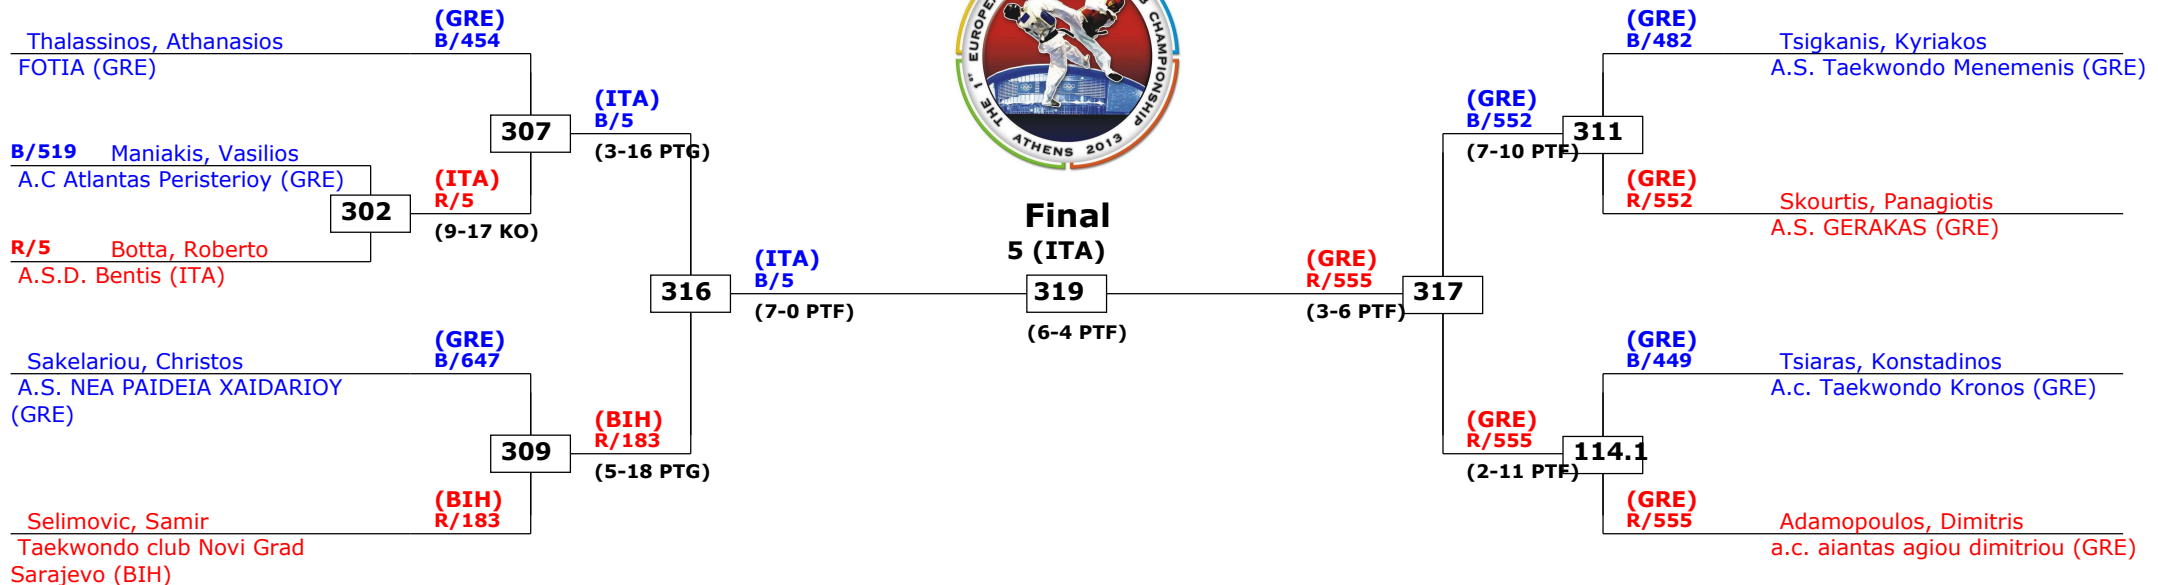 Thalassinos, Athanasios
FOTIA (GRE)
(GRE)
B/454
B/519 Maniakis, Vasilios
A.C Atlantas Peristerioy (GRE)
R/5 Botta, Roberto
A.S.D. Bentis (ITA)
302
(ITA)
R/5
(9-17 KO)
307
(ITA)
B/5
(3-16 PTG)
Sakelariou, Christos
A.S. NEA PAIDEIA XAIDARIOY
(GRE)
(GRE)
B/647
Selimovic, Samir
Taekwondo club Novi Grad
Sarajevo (BIH)
(BIH)
R/183
309
(BIH)
R/183
(5-18 PTG)
316
(ITA)
B/5
(7-0 PTF)
THE 1st EUROPEAN
CHAMPIONSHIP
ATHENS 2013
Final
5 (ITA)
319
(6-4 PTF)
(GRE)
R/555
(3-6 PTF)
317
(GRE)
B/552
(7-10 PTF)
311
(GRE)
B/482
Tsigkanis, Kyriakos
A.S. Taekwondo Menemenis (GRE)
(GRE)
R/552
Skourtis, Panagiotis
A.S. GERAKAS (GRE)
(GRE)
R/555
(2-11 PTF)
114.1
(GRE)
B/449
Tsiaras, Konstadinos
A.c. Taekwondo Kronos (GRE)
(GRE)
R/555
Adamopoulos, Dimitris
a.c. aiantas agiou dimitriou (GRE)